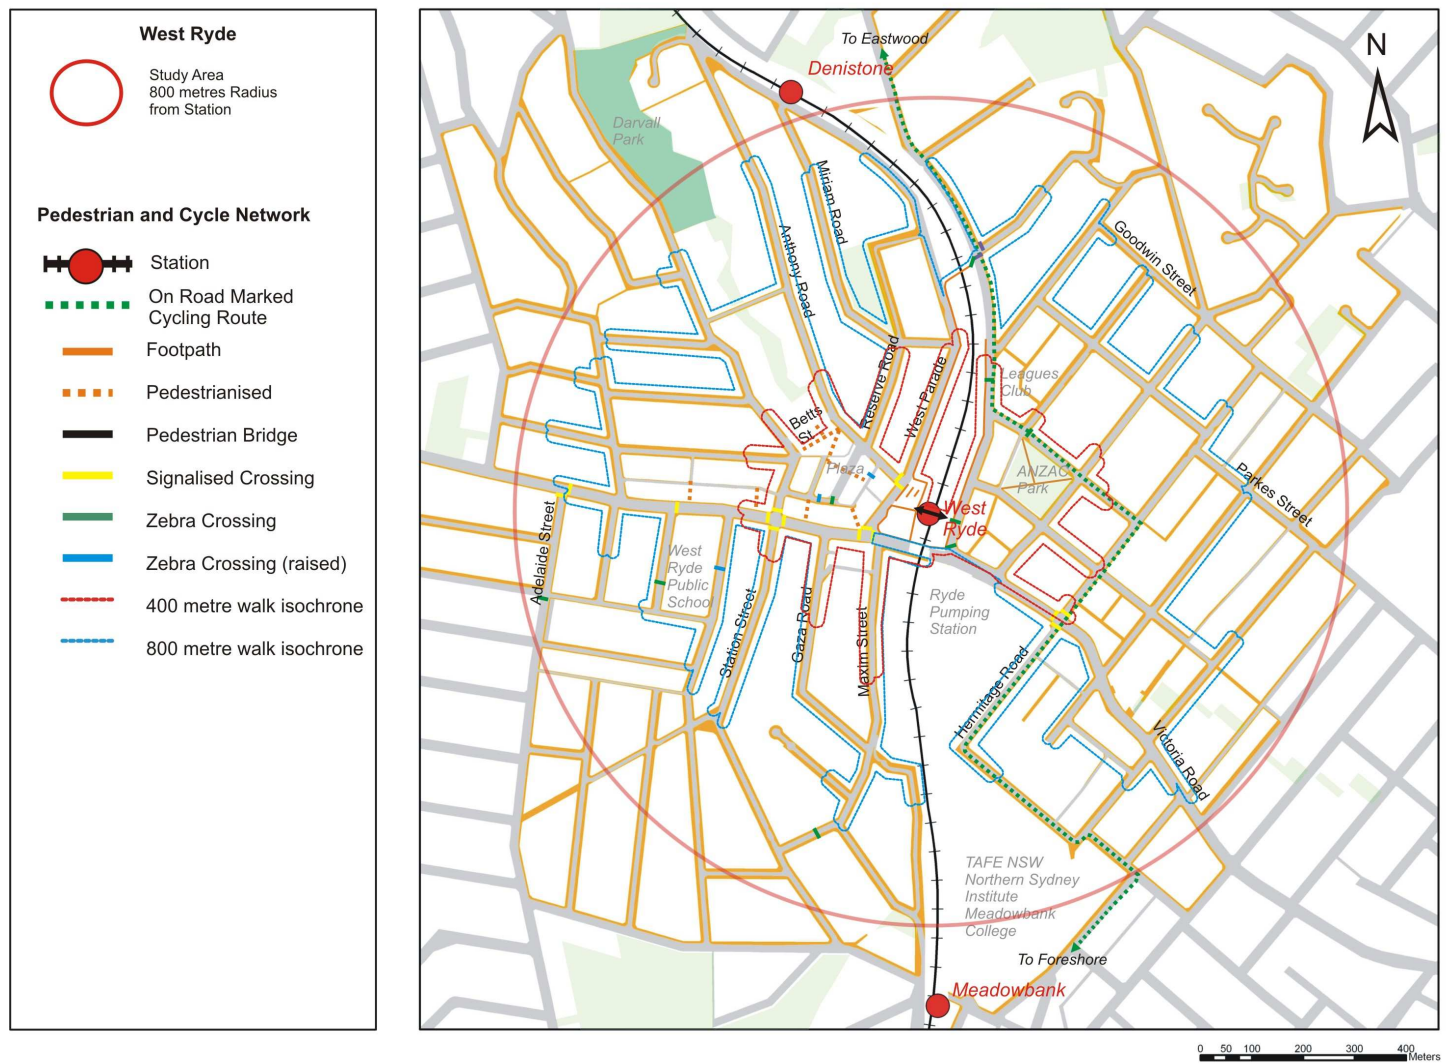 West Ryde
Study Area
800 metres Radius
from Station
Pedestrian and Cycle Network
Station
On Road Marked
Cycling Route
Footpath
Pedestrianised
Pedestrian Bridge
Signalised Crossing
Zebra Crossing
Zebra Crossing (raised)
400 metre walk isochrone
800 metre walk isochrone
To Eastwood
N
Denistone
Darvall
Park
Miriam Road
Anthony Road
Goodwin Street
Reserve Road
West Parade
Leagues
Club
Betts
St.
Plaza
ANZAC
Park
Parkes Street
West
Ryde
Adelaide Street
West
Ryde
Public
School
Station Street
Gaza Road
Maxim Street
Ryde
Pumping
Station
Hermitage Road
Victoria Road
TAFE NSW
Northern Sydney
Institute
Meadowbank
College
To Foreshore
Meadowbank
0 50 100 200 300 400
Meters